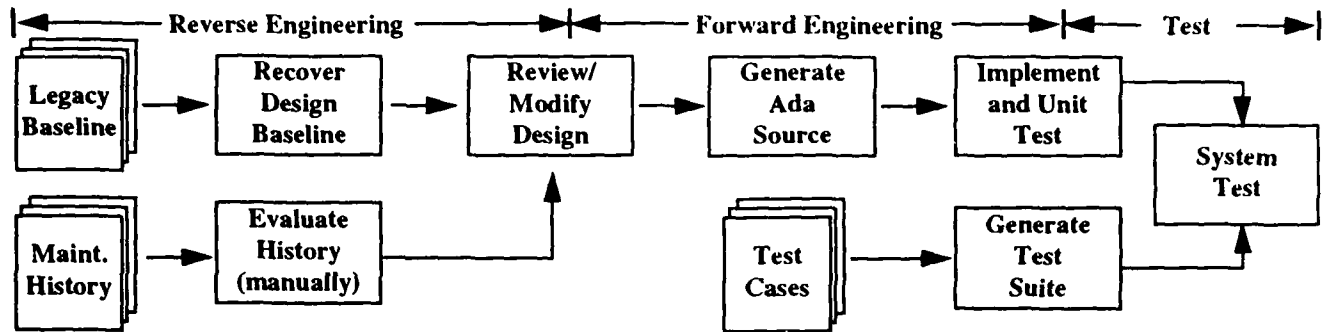 Reverse Engineering
Forward Engineering
Test
Legacy
Baseline
Recover
Design
Baseline
Review/
Modify
Design
Generate
Ada
Source
Implement
and Unit
Test
System
Test
Maint.
History
Evaluate
History
(manually)
Test
Cases
Generate
Test
Suite